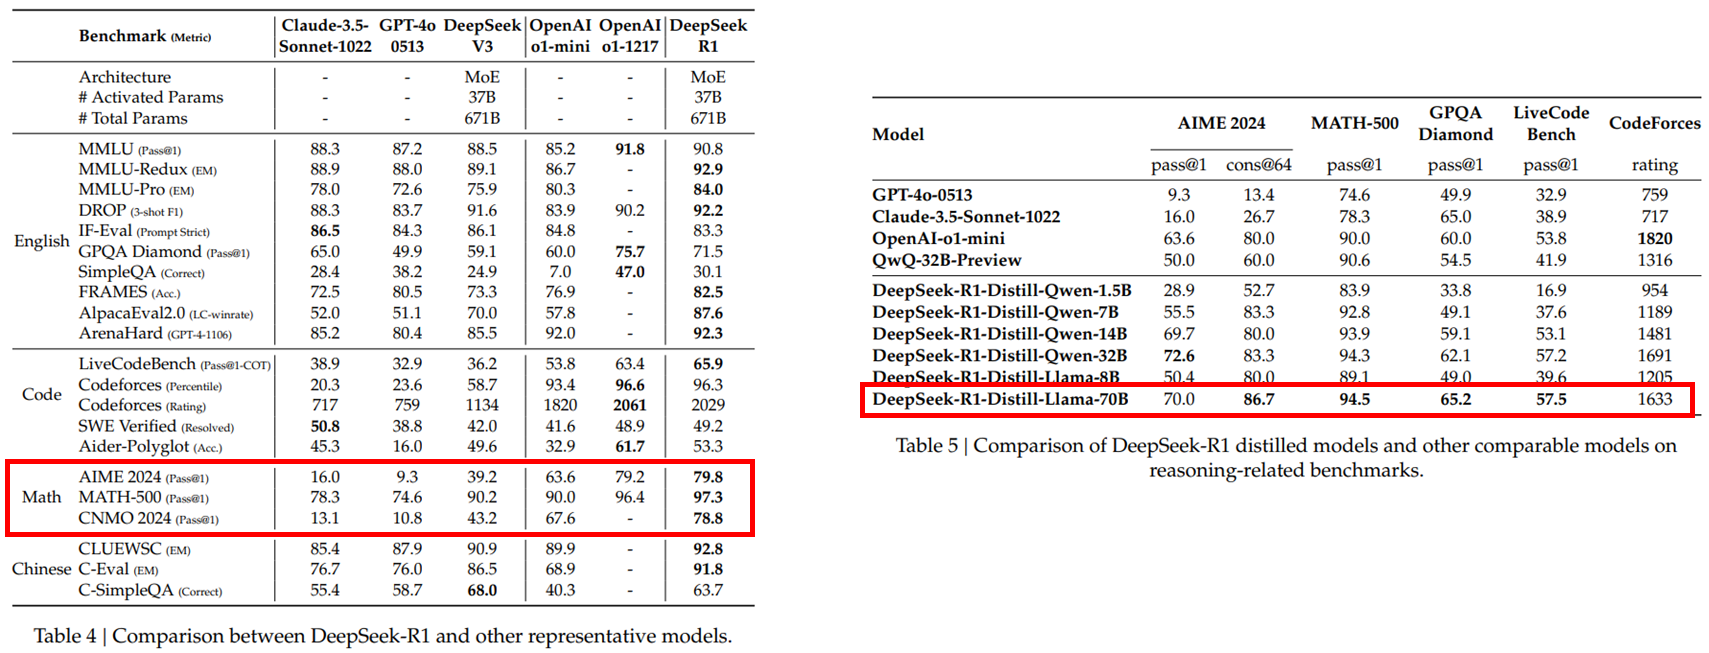 Benchmark (Metric) Claude-3.5-Sonnet-1022 GPT-4o 0513 DeepSeek V3 OpenAI o1-mini OpenAI o1-1217 DeepSeek R1
Architecture - - MoE - - MoE
# Activated Params - - 37B - - 37B
# Total Params - - 671B - - 671B
English
MMLU (Pass@1) 88.3 87.2 88.5 85.2 91.8 90.8
MMLU-Redux (EM) 88.9 88.0 89.1 86.7 - 92.9
MMLU-Pro (EM) 78.0 72.6 75.9 80.3 - 84.0
DROP (3-shot F1) 88.3 83.7 91.6 83.9 90.2 92.2
IF-Eval (Prompt Strict) 86.5 84.3 86.1 84.8 - 83.3
GPQA Diamond (Pass@1) 65.0 49.9 59.1 60.0 75.7 71.5
SimpleQA (Correct) 28.4 38.2 24.9 7.0 47.0 30.1
FRAMES (Acc.) 72.5 80.5 73.3 76.9 - 82.5
AlpacaEval2.0 (LC-winrate) 52.0 51.1 70.0 57.8 - 87.6
ArenaHard (GPT-4-1106) 85.2 80.4 85.5 92.0 - 92.3
Code
LiveCodeBench (Pass@1-COT) 38.9 32.9 36.2 53.8 63.4 65.9
Codeforces (Percentile) 20.3 23.6 58.7 93.4 96.6 96.3
Codeforces (Rating) 717 759 1134 1820 2061 2029
SWE Verified (Resolved) 50.8 38.8 42.0 41.6 48.9 49.2
Aider-Polyglot (Acc.) 45.3 16.0 49.6 32.9 61.7 53.3
Math
AIME 2024 (Pass@1) 16.0 9.3 39.2 63.6 79.2 79.8
MATH-500 (Pass@1) 78.3 74.6 90.2 90.0 96.4 97.3
CNMO 2024 (Pass@1) 13.1 10.8 43.2 67.6 - 78.8
Chinese
CLUEWSC (EM) 85.4 87.9 90.9 89.9 - 92.8
C-Eval (EM) 76.7 76.0 86.5 68.9 - 91.8
C-SimpleQA (Correct) 55.4 58.7 68.0 40.3 - 63.7
Table 4 | Comparison between DeepSeek-R1 and other representative models.
Model AIME 2024 MATH-500 GPQA Diamond LiveCode Bench CodeForces
pass@1 cons@64 pass@1 pass@1 pass@1 rating
GPT-4o-0513 9.3 13.4 74.6 49.9 32.9 759
Claude-3.5-Sonnet-1022 16.0 26.7 78.3 65.0 38.9 717
OpenAI-o1-mini 63.6 80.0 90.0 60.0 53.8 1820
QwQ-32B-Preview 50.0 60.0 90.6 54.5 41.9 1316
DeepSeek-R1-Distill-Qwen-1.5B 28.9 52.7 83.9 33.8 16.9 954
DeepSeek-R1-Distill-Qwen-7B 55.5 83.3 92.8 49.1 37.6 1189
DeepSeek-R1-Distill-Qwen-14B 69.7 80.0 93.9 59.1 53.1 1481
DeepSeek-R1-Distill-Qwen-32B 72.6 83.3 94.3 62.1 57.2 1691
DeepSeek-R1-Distill-Llama-8B 50.4 80.0 89.1 49.0 39.6 1205
DeepSeek-R1-Distill-Llama-70B 70.0 86.7 94.5 65.2 57.5 1633
Table 5 | Comparison of DeepSeek-R1 distilled models and other comparable models on
reasoning-related benchmarks.